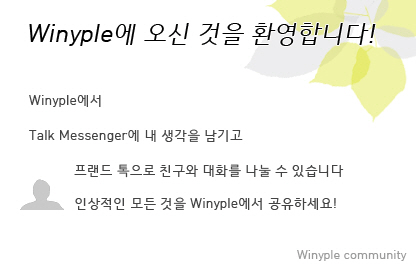 Winyple에 오신 것을 환영합니다!
Winyple에서
Talk Messenger에 내 생각을 남기고
프랜드 톡으로 친구와 대화를 나눌 수 있습니다
인상적인 모든 것을 Winyple에서 공유하세요!
Winyple community